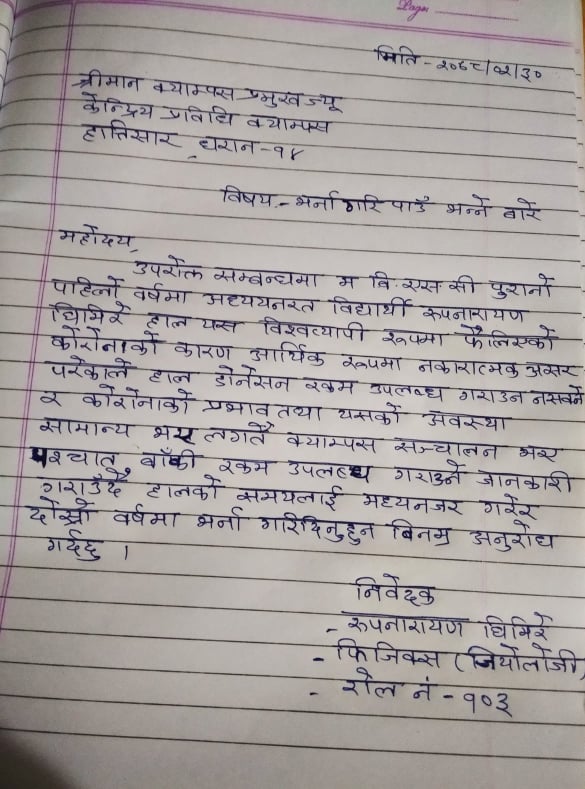 Page:
मिति - २०७८/०२/३०
श्रीमान क्याम्पस प्रमुखज्यू
केन्द्रिय प्रविधि क्याम्पस
हात्तिसार, धरान-१४
विषय - भर्ना गरि पाउँ भन्ने बारे
महोदय,
उपरोक्त सम्बन्धमा म वि. एस. सी पुरानो
पाहिलो वर्षमा अध्ययनरत विद्यार्थी रूपनारायण
घिमिरे हाल यस विश्वव्यापी रूपमा फैलिएको
कोरोनाको कारण आर्थिक रूपमा नकारात्मक असर
परेकोले हाल डोनेसन रकम उपलब्ध गराउन नसक्ने
र कोरोनाको प्रभाव तथा यसको अवस्था
सामान्य भए लगत्तै क्याम्पस सञ्चालन भए
पश्चात् बाँकी रकम उपलब्ध गराउने जानकारी
गराउँदै हालको समयलाई मध्यनजर गरेर
दोस्रो वर्षमा भर्ना गरिदिनुहुन बिनम्र अनुरोध
गर्दछु ।
निवेदक
- रुपनारायण घिमिरे
- फिजिक्स (जियोलोजी)
- रोल नं - १०३